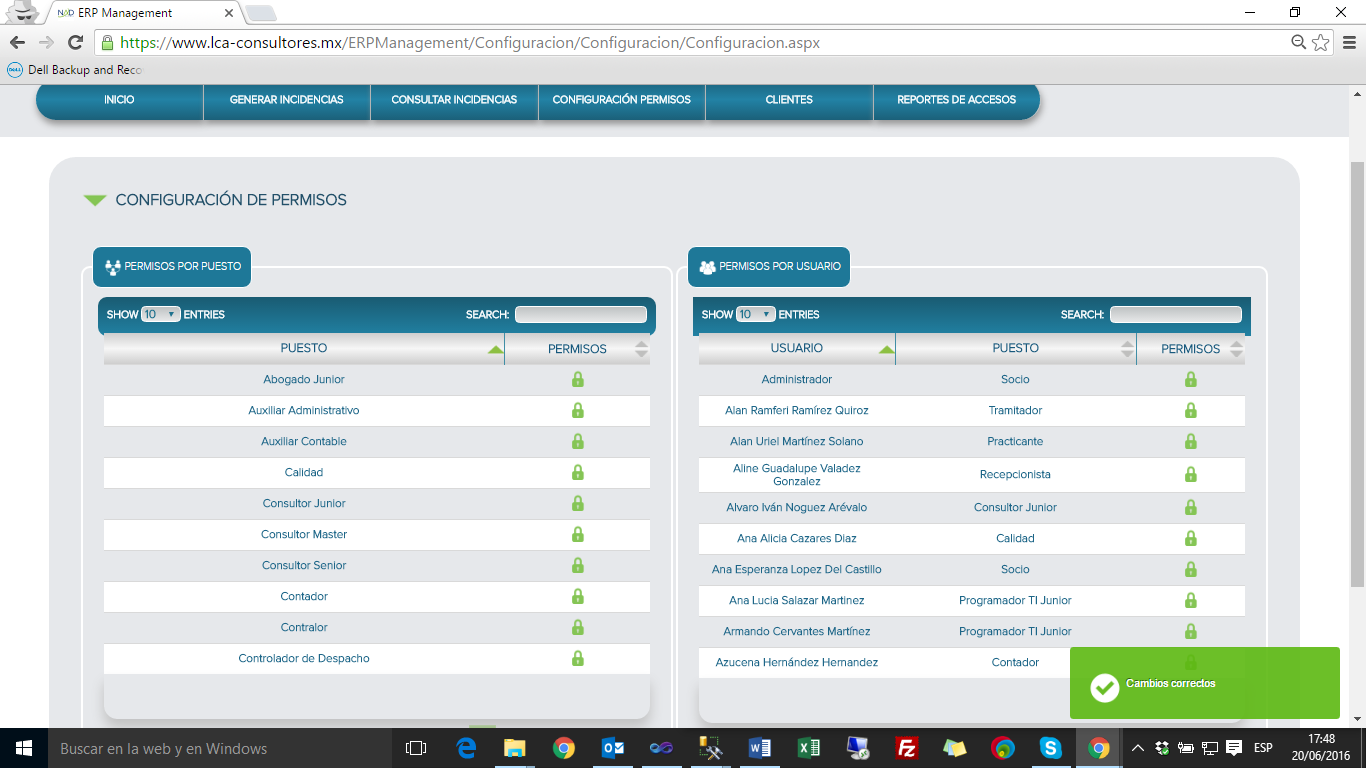 N/D ERP Management
https://www.lca-consultores.mx/ERPManagement/Configuracion/Configuracion/Configuracion.aspx
DELL Dell Backup and Reco
INICIO GENERAR INCIDENCIAS CONSULTAR INCIDENCIAS CONFIGURACIÓN PERMISOS CLIENTES REPORTES DE ACCESOS
CONFIGURACIÓN DE PERMISOS
PERMISOS POR PUESTO
SHOW 10 ENTRIES SEARCH:
PUESTO PERMISOS
Abogado Junior
Auxiliar Administrativo
Auxiliar Contable
Calidad
Consultor Junior
Consultor Master
Consultor Senior
Contador
Contralor
Controlador de Despacho
PERMISOS POR USUARIO
SHOW 10 ENTRIES SEARCH:
USUARIO PUESTO PERMISOS
Administrador Socio
Alan Ramferi Ramírez Quiroz Tramitador
Alan Uriel Martínez Solano Practicante
Aline Guadalupe Valadez
Gonzalez Recepcionista
Alvaro Iván Noguez Arévalo Consultor Junior
Ana Alicia Cazares Diaz Calidad
Ana Esperanza Lopez Del Castillo Socio
Ana Lucia Salazar Martinez Programador TI Junior
Armando Cervantes Martínez Programador TI Junior
Azucena Hernández Hernandez Contador
Cambios correctos
Buscar en la web y en Windows
ESP
17:48
20/06/2016